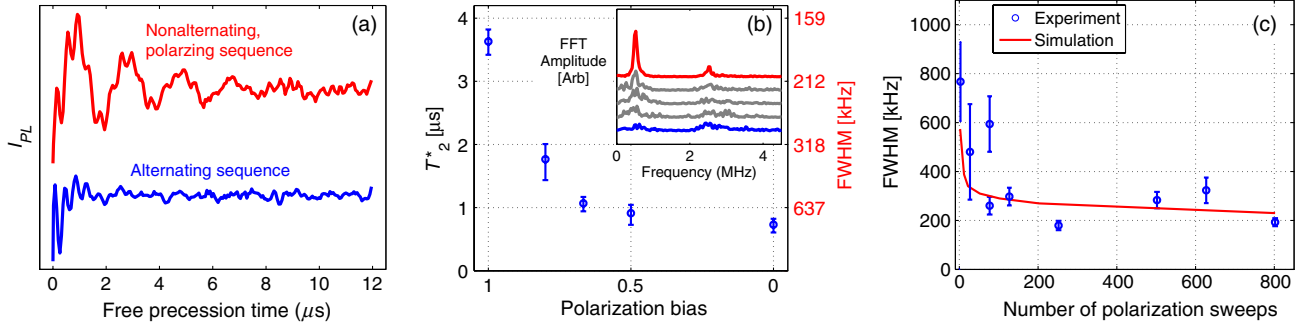 (a)
Nonalternating,
polarzing sequence
Alternating sequence
I_PL
0 2 4 6 8 10 12
Free precession time (μs)
(b)
4
3
2
1
0
T*_2 [μs]
1 0.5 0
Polarization bias
159
212
318
637
FWHM [kHz]
FFT
Amplitude
[Arb]
0 2 4
Frequency (MHz)
(c)
Experiment
Simulation
1000
800
600
400
200
0
FWHM [kHz]
0 200 400 600 800
Number of polarization sweeps